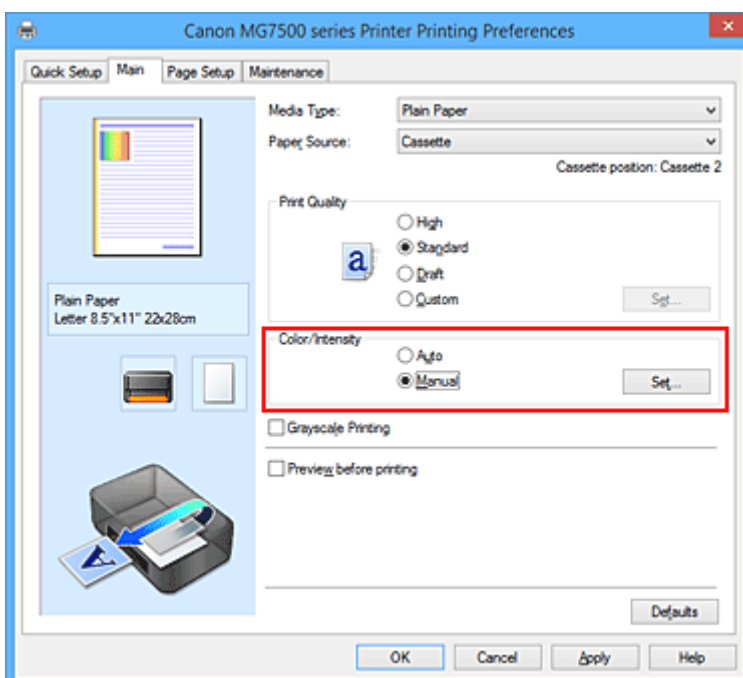 Canon MG7500 series Printer Printing Preferences
Quick Setup Main Page Setup Maintenance
Media Type: Plain Paper
Paper Source: Cassette
Cassette position: Cassette 2
Print Quality
High
a Standard
Draft
Custom Set...
Plain Paper
Letter 8.5"x11" 22x28cm
Color/Intensity
Auto
Manual Set...
Grayscale Printing
Preview before printing
A
Defaults
OK Cancel Apply Help